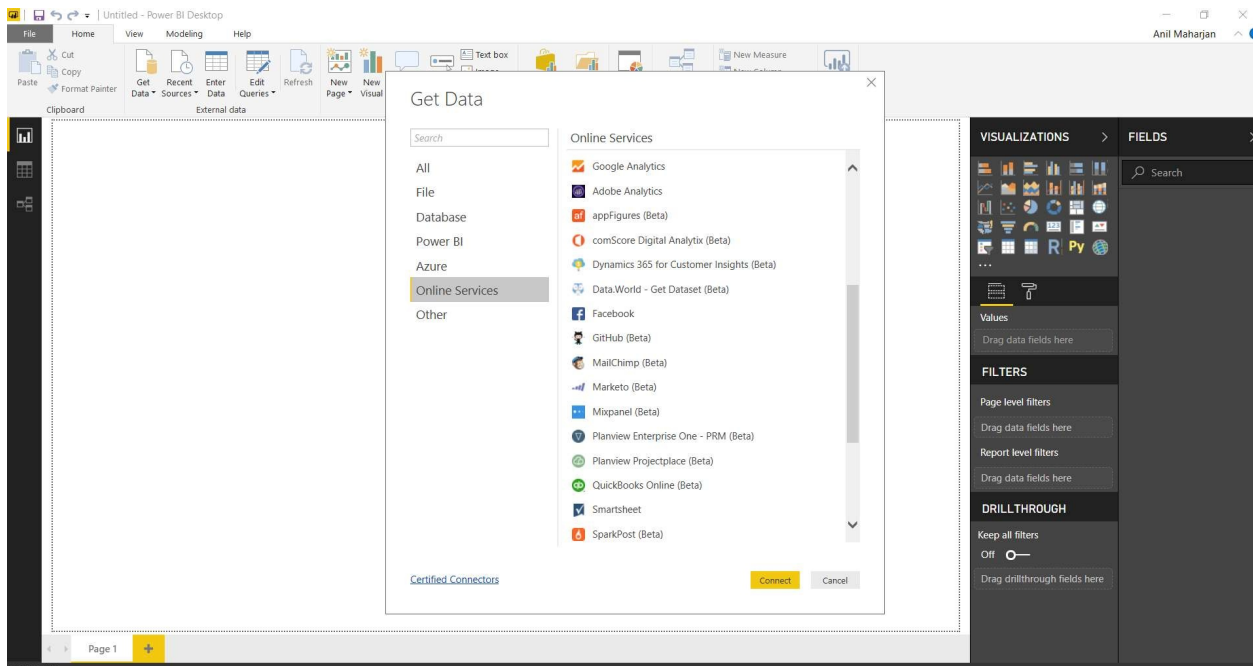 Untitled - Power BI Desktop
File Home View Modeling Help
Anil Maharjan
Paste
Cut
Copy
Format Painter
Clipboard
Get Data
Recent Sources
Enter Data
Edit Queries
Refresh
External data
New Page
New Visual
Text box
New Measure
Get Data
Search
All
File
Database
Power BI
Azure
Online Services
Other
Online Services
Google Analytics
Adobe Analytics
af appFigures (Beta)
comScore Digital Analytix (Beta)
Dynamics 365 for Customer Insights (Beta)
Data.World - Get Dataset (Beta)
Facebook
GitHub (Beta)
MailChimp (Beta)
Marketo (Beta)
Mixpanel (Beta)
Planview Enterprise One - PRM (Beta)
Planview Projectplace (Beta)
QuickBooks Online (Beta)
Smartsheet
SparkPost (Beta)
Certified Connectors
Connect Cancel
VISUALIZATIONS
R Py
Values
Drag data fields here
FILTERS
Page level filters
Drag data fields here
Report level filters
Drag data fields here
DRILLTHROUGH
Keep all filters
Off
Drag drillthrough fields here
FIELDS
Search
Page 1